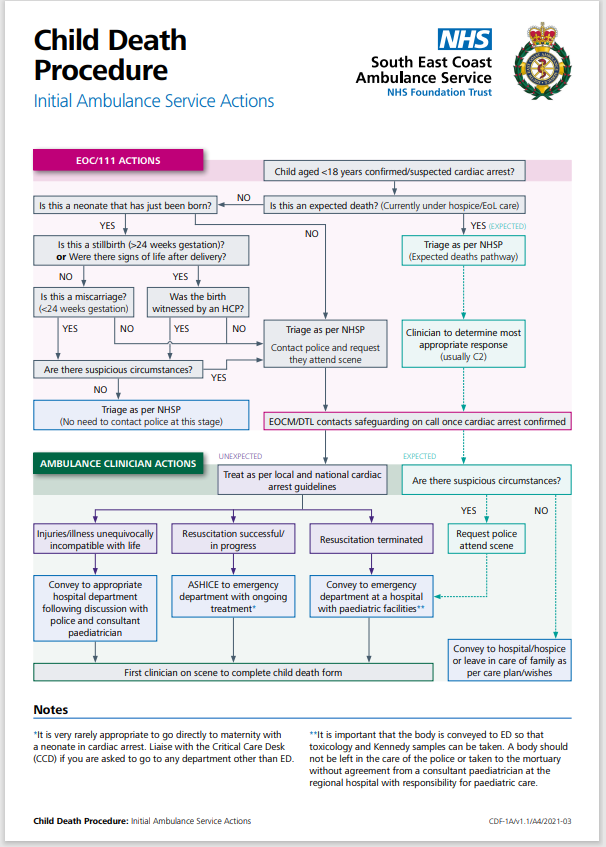 Child Death
Procedure
Initial Ambulance Service Actions
NHS
South East Coast
Ambulance Service
NHS Foundation Trust
EOC/111 ACTIONS
Child aged <18 years confirmed/suspected cardiac arrest?
Is this a neonate that has just been born?
NO
Is this an expected death? (Currently under hospice/EoL care)
YES
NO
YES (EXPECTED)
Is this a stillbirth (>24 weeks gestation)?
or Were there signs of life after delivery?
Triage as per NHSP
(Expected deaths pathway)
NO
YES
Is this a miscarriage?
(<24 weeks gestation)
Was the birth
witnessed by an HCP?
YES
NO
YES
NO
Triage as per NHSP
Contact police and request
they attend scene
Clinician to determine most
appropriate response
(usually C2)
Are there suspicious circumstances?
YES
NO
Triage as per NHSP
(No need to contact police at this stage)
EOCM/DTL contacts safeguarding on call once cardiac arrest confirmed
AMBULANCE CLINICIAN ACTIONS
UNEXPECTED
EXPECTED
Treat as per local and national cardiac
arrest guidelines
Are there suspicious circumstances?
YES
NO
Injuries/illness unequivocally
incompatible with life
Resuscitation successful/
in progress
Resuscitation terminated
Request police
attend scene
Convey to appropriate
hospital department
following discussion with
police and consultant
paediatrician
ASHICE to emergency
department with ongoing
treatment*
Convey to emergency
department at a hospital
with paediatric facilities**
Convey to hospital/hospice
or leave in care of family as
per care plan/wishes
First clinician on scene to complete child death form
Notes
*It is very rarely appropriate to go directly to maternity with
a neonate in cardiac arrest. Liaise with the Critical Care Desk
(CCD) if you are asked to go to any department other than ED.
**It is important that the body is conveyed to ED so that
toxicology and Kennedy samples can be taken. A body should
not be left in the care of the police or taken to the mortuary
without agreement from a consultant paediatrician at the
regional hospital with responsibility for paediatric care.
Child Death Procedure: Initial Ambulance Service Actions
CDF-1A/v1.1/A4/2021-03